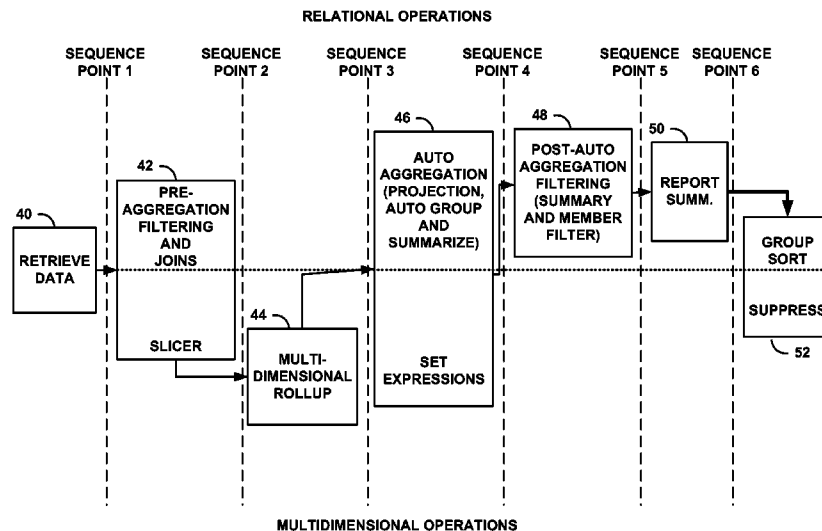 RELATIONAL OPERATIONS
SEQUENCE
POINT 1
SEQUENCE
POINT 2
SEQUENCE
POINT 3
SEQUENCE
POINT 4
SEQUENCE
POINT 5
SEQUENCE
POINT 6
40
RETRIEVE
DATA
42
PRE-
AGGREGATION
FILTERING
AND
JOINS
SLICER
44
MULTI-
DIMENSIONAL
ROLLUP
46
AUTO
AGGREGATION
(PROJECTION,
AUTO GROUP
AND
SUMMARIZE)
SET
EXPRESSIONS
48
POST-AUTO
AGGREGATION
FILTERING
(SUMMARY
AND MEMBER
FILTER)
50
REPORT
SUMM.
GROUP
SORT
SUPPRESS
52
MULTIDIMENSIONAL OPERATIONS